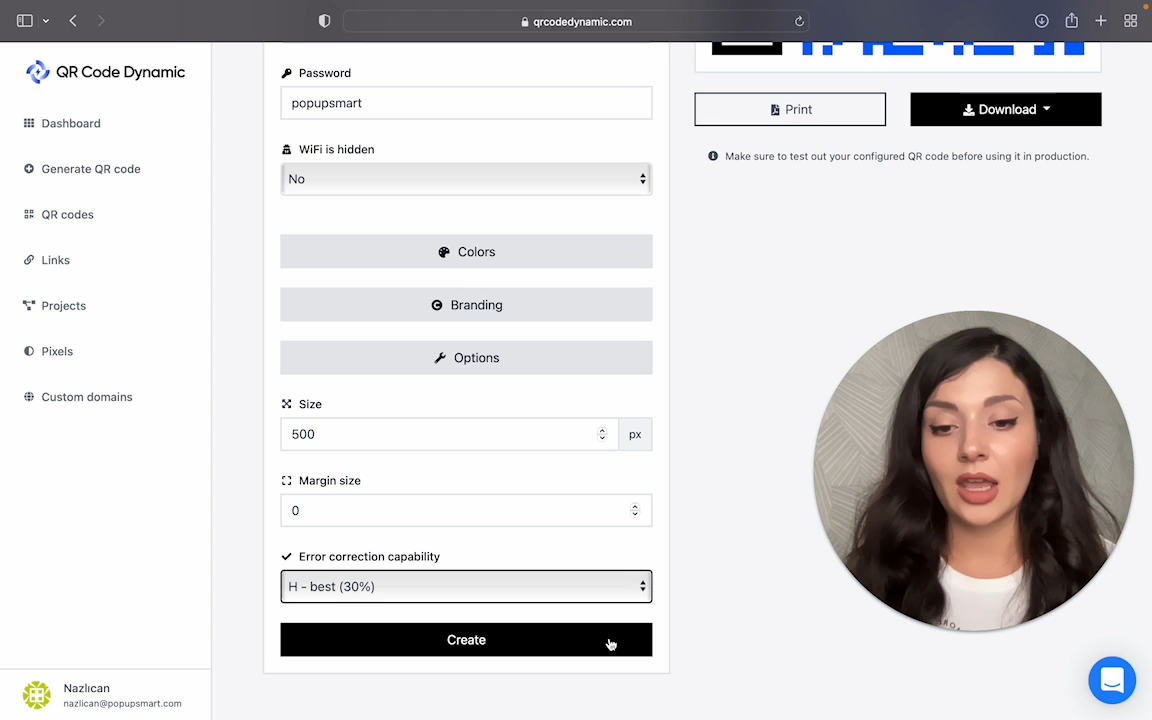 qrcodedynamic.com
QR Code Dynamic
Dashboard
Generate QR code
QR codes
Links
Projects
Pixels
Custom domains
Nazlıcan
nazlican@popupsmart.com
Password
popupsmart
WiFi is hidden
No
Colors
Branding
Options
Size
500
px
Margin size
0
Error correction capability
H - best (30%)
Create
Print
Download
Make sure to test out your configured QR code before using it in production.